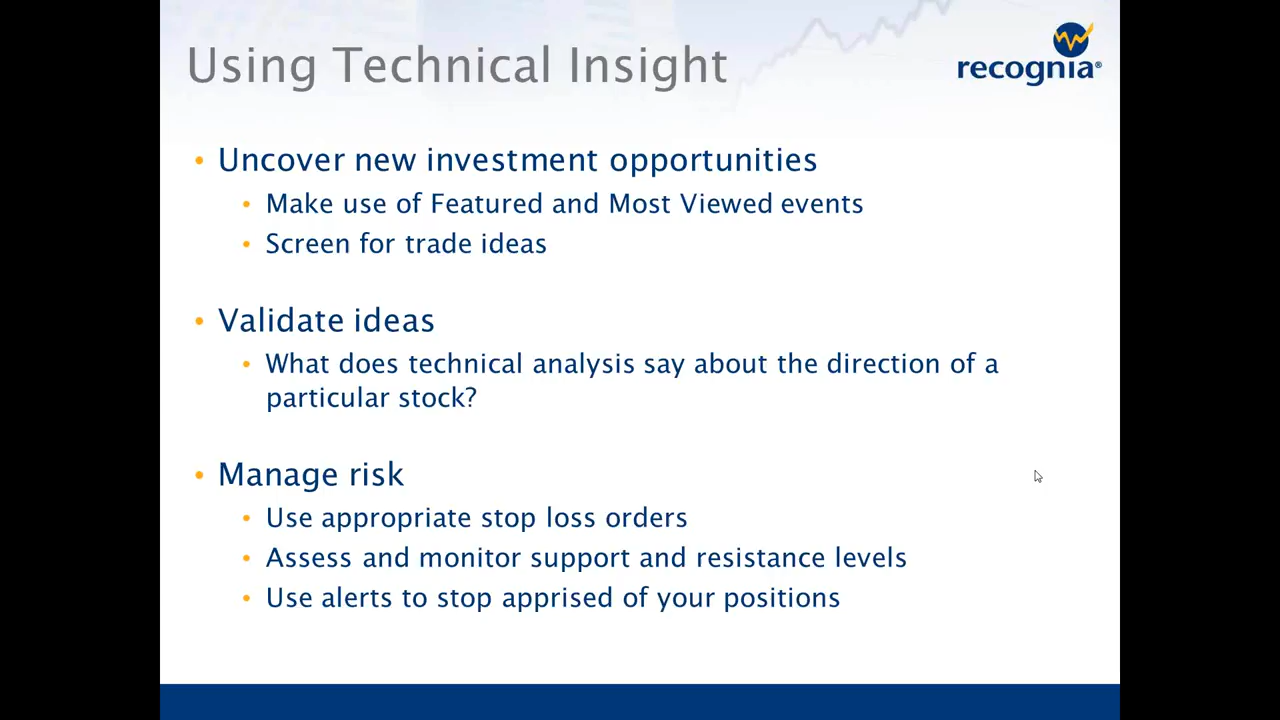 Using Technical Insight
recognia®
• Uncover new investment opportunities
• Make use of Featured and Most Viewed events
• Screen for trade ideas
• Validate ideas
• What does technical analysis say about the direction of a
particular stock?
• Manage risk
• Use appropriate stop loss orders
• Assess and monitor support and resistance levels
• Use alerts to stop apprised of your positions